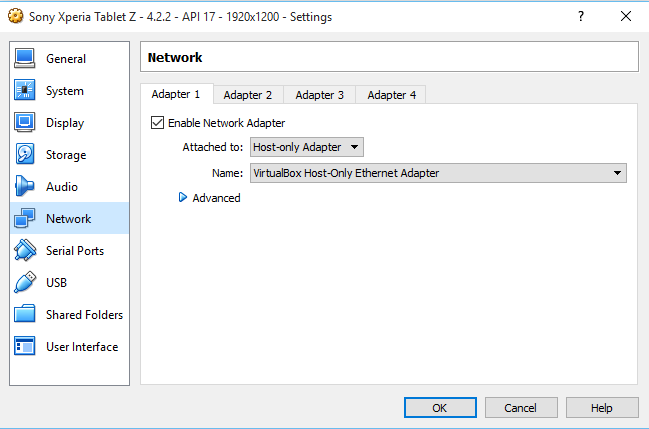 Sony Xperia Tablet Z - 4.2.2 - API 17 - 1920x1200 - Settings
?
General
System
Display
Storage
Audio
Network
Serial Ports
USB
Shared Folders
User Interface
Network
Adapter 1 Adapter 2 Adapter 3 Adapter 4
Enable Network Adapter
Attached to: Host-only Adapter
Name: VirtualBox Host-Only Ethernet Adapter
Advanced
OK Cancel Help